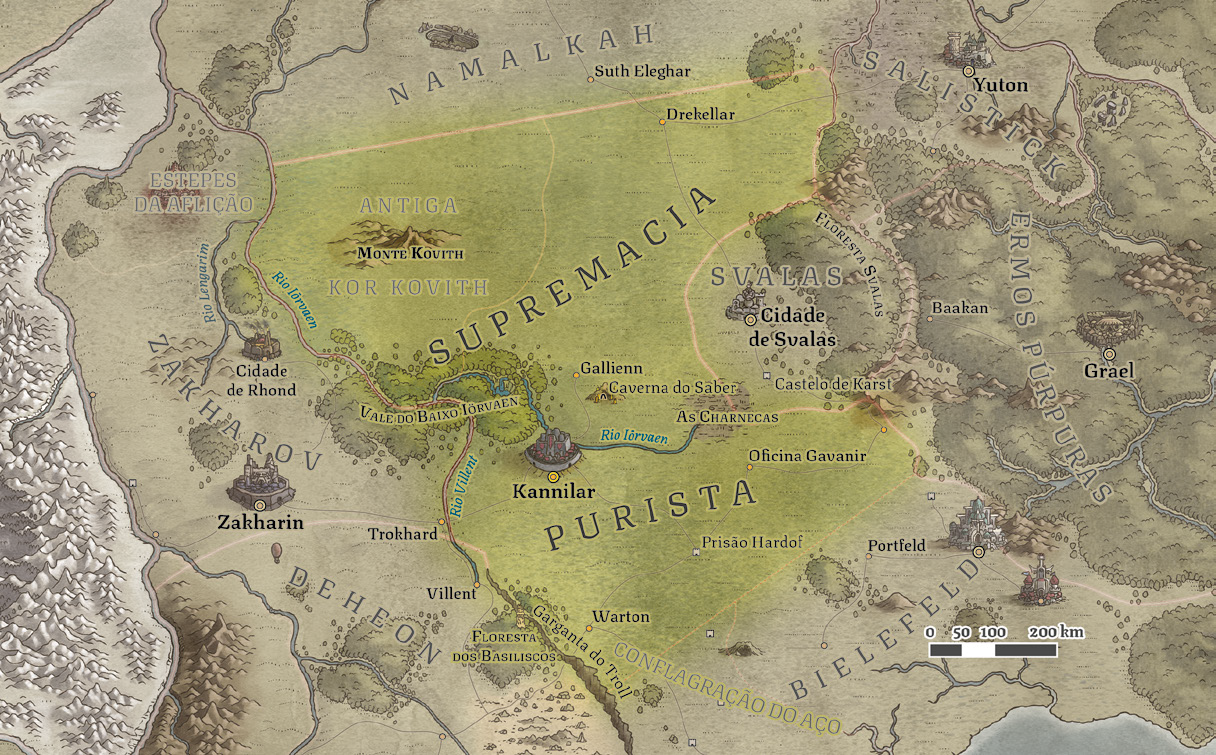 NAMALKAH
Suth Eleghar
Drekellar
SALISTICK
Yuton
ESTEPES
DA AFLIÇÃO
ANTIGA
MONTE KOVITH
KOR KOVITH
SUPREMACIA
SVALAS
FLORESTA SVALAS
Cidade
de Svalas
ERMOS PÚRPURAS
Baakan
Grael
Rio Lengarim
Rio Iörvaen
ZAKHAROV
Cidade
de Rhond
Gallienn
Caverna do Saber
Castelo de Karst
VALE DO BAIXO IÖRVAEN
AS CHARNECAS
Rio Iörvaen
Oficina Gavanir
Rio Villent
Kannilar
PURISTA
Zakharin
Trokhard
Prisão Hardof
Portfeld
DEHEON
Villent
Garganta do Troll
Warton
FLORESTA
DOS BASILISCOS
CONFLAGRAÇÃO DO AÇO
BIELEFELD
0 50 100 200 km